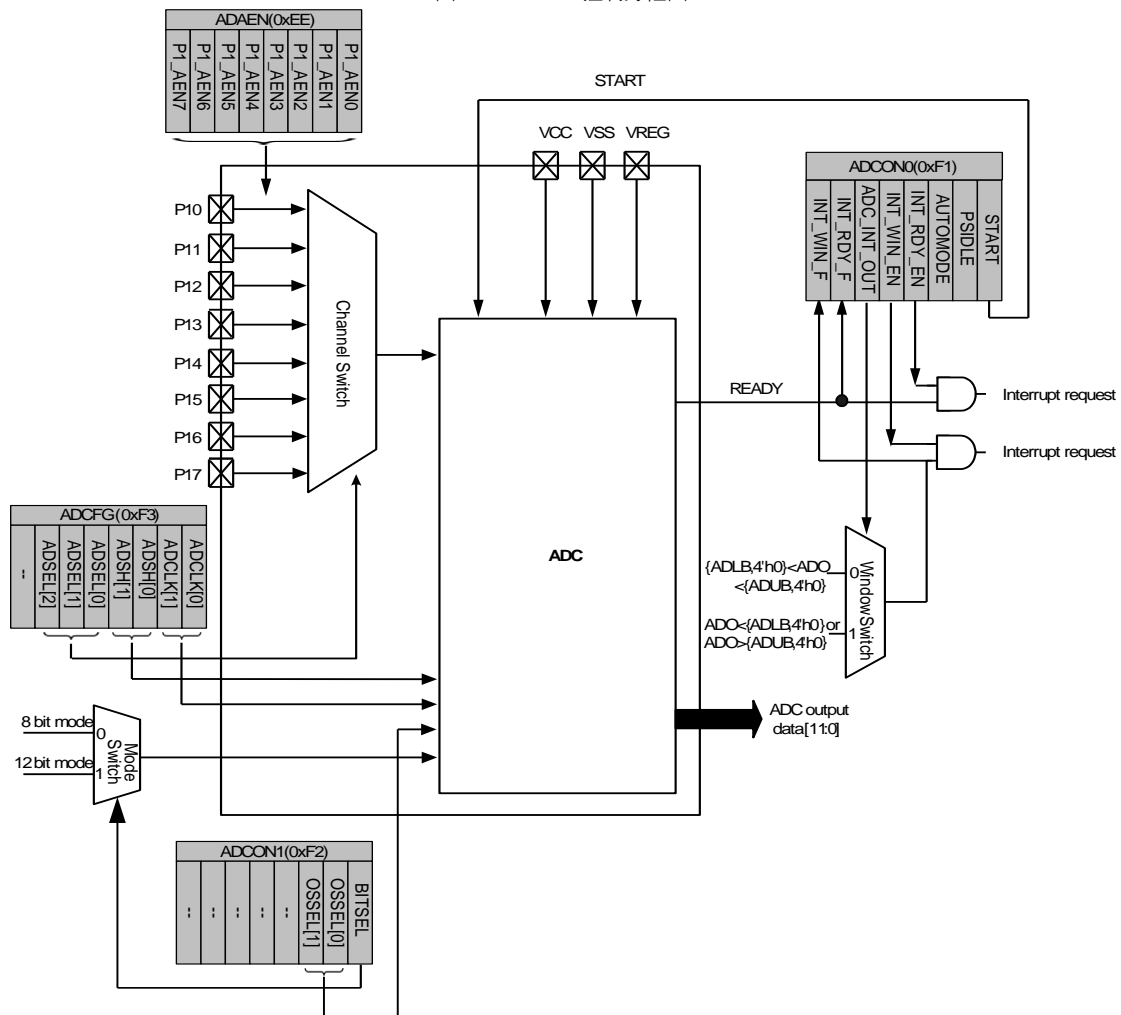 ADAEN(0xEE)
P1_AEN7
P1_AEN6
P1_AEN5
P1_AEN4
P1_AEN3
P1_AEN2
P1_AEN1
P1_AEN0
START
VCC VSS VREG
ADCON0(0xF1)
INT_WIN_F
INT_RDY_F
ADC_INT_OUT
INT_WIN_EN
INT_RDY_EN
AUTOMODE
PSIDLE
START
P10
P11
P12
P13
P14
P15
P16
P17
Channel Switch
READY
Interrupt request
Interrupt request
ADCFG(0xF3)
--
ADSEL[2]
ADSEL[1]
ADSEL[0]
ADSH[1]
ADSH[0]
ADCLK[1]
ADCLK[0]
ADC
{ADLB,4'h0}<ADO
<{ADUB,4'h0}
0
ADO<{ADLB,4'h0} or
ADO>{ADUB,4'h0}
1
WindowSwitch
ADC output
data[11:0]
8 bit mode
0
12 bit mode
1
Mode
Switch
ADCON1(0xF2)
--
--
--
--
--
OSSEL[1]
OSSEL[0]
BITSEL